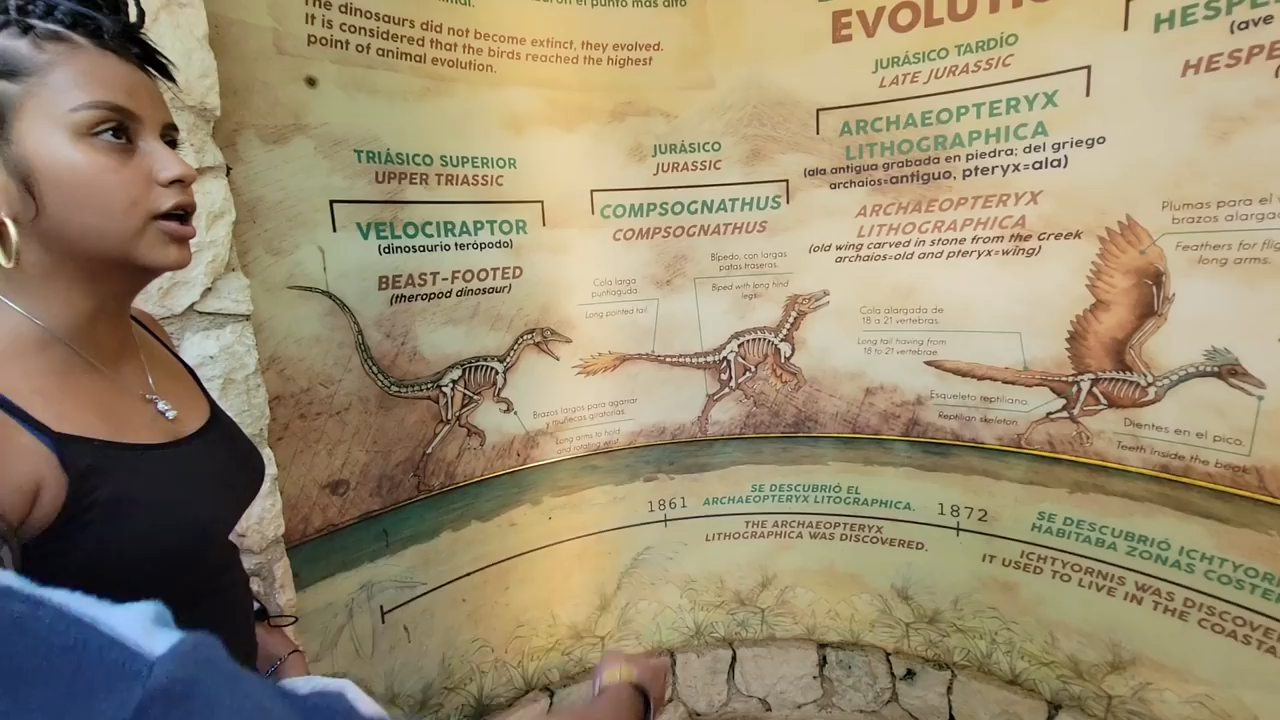 el punto más alto
The dinosaurs did not become extinct, they evolved.
It is considered that the birds reached the highest
point of animal evolution.
TRIÁSICO SUPERIOR
UPPER TRIASSIC
VELOCIRAPTOR
(dinosaurio terópodo)
BEAST-FOOTED
(theropod dinosaur)
Brazos largos para agarrar
y muñecas giratorias.
Long arms to hold
and rotating wrist.
JURÁSICO
JURASSIC
COMPSOGNATHUS
COMPSOGNATHUS
Cola larga
puntiaguda.
Long pointed tail.
Bípedo, con largas
patas traseras.
Biped with long hind
legs.
JURÁSICO TARDÍO
LATE JURASSIC
ARCHAEOPTERYX
LITHOGRAPHICA
(ala antigua grabada en piedra; del griego
archaios=antiguo, pteryx=ala)
ARCHAEOPTERYX
LITHOGRAPHICA
(old wing carved in stone from the Greek
archaios=old and pteryx=wing)
Cola alargada de
18 a 21 vertebras.
Long tail having from
18 to 21 vertebrae.
Esqueleto reptiliano.
Reptilian skeleton.
Plumas para el
brazos
Feathers for
long arms.
Dientes en el pico.
Teeth inside the beak.
(ave
1861
SE DESCUBRIÓ EL
ARCHAEOPTERYX LITOGRAPHICA.
THE ARCHAEOPTERYX
LITHOGRAPHICA WAS DISCOVERED.
1872
SE DESCUBRIÓ
HABITABA ZONAS
ICHTYORNIS WAS
IT USED TO LIVE IN THE